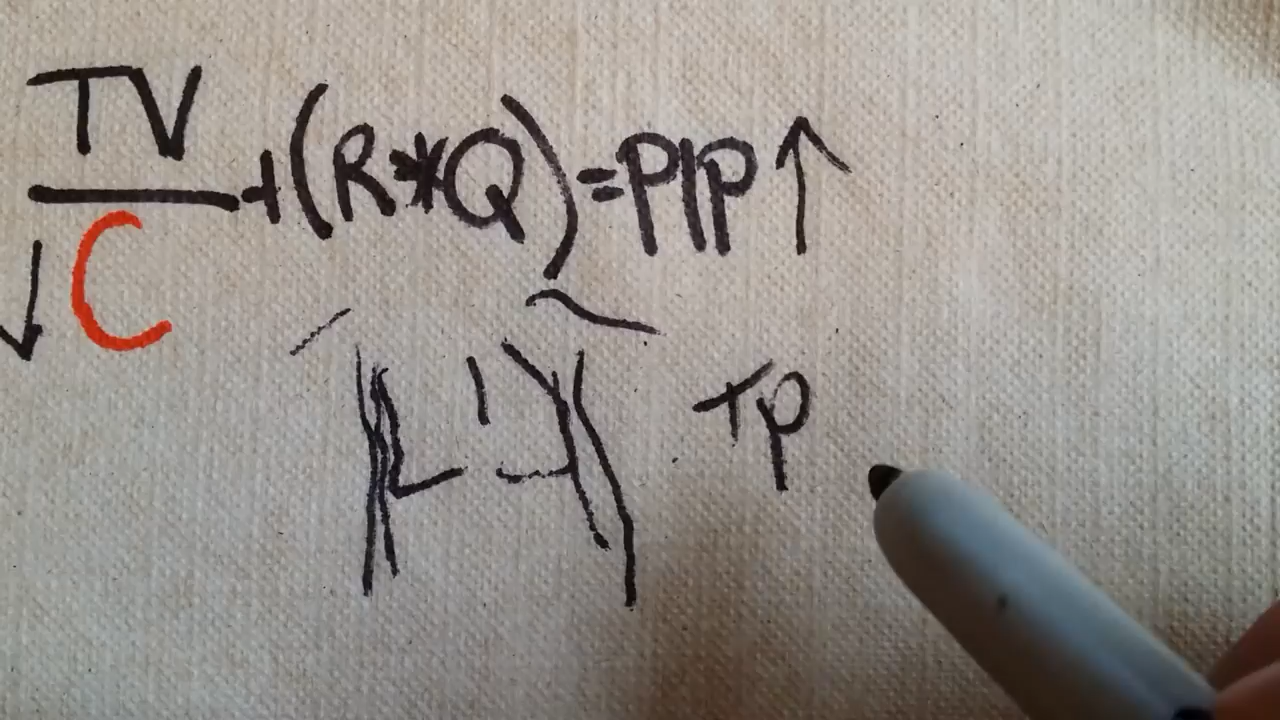 TV
+(R*Q)=PIP↑
↓C
TP